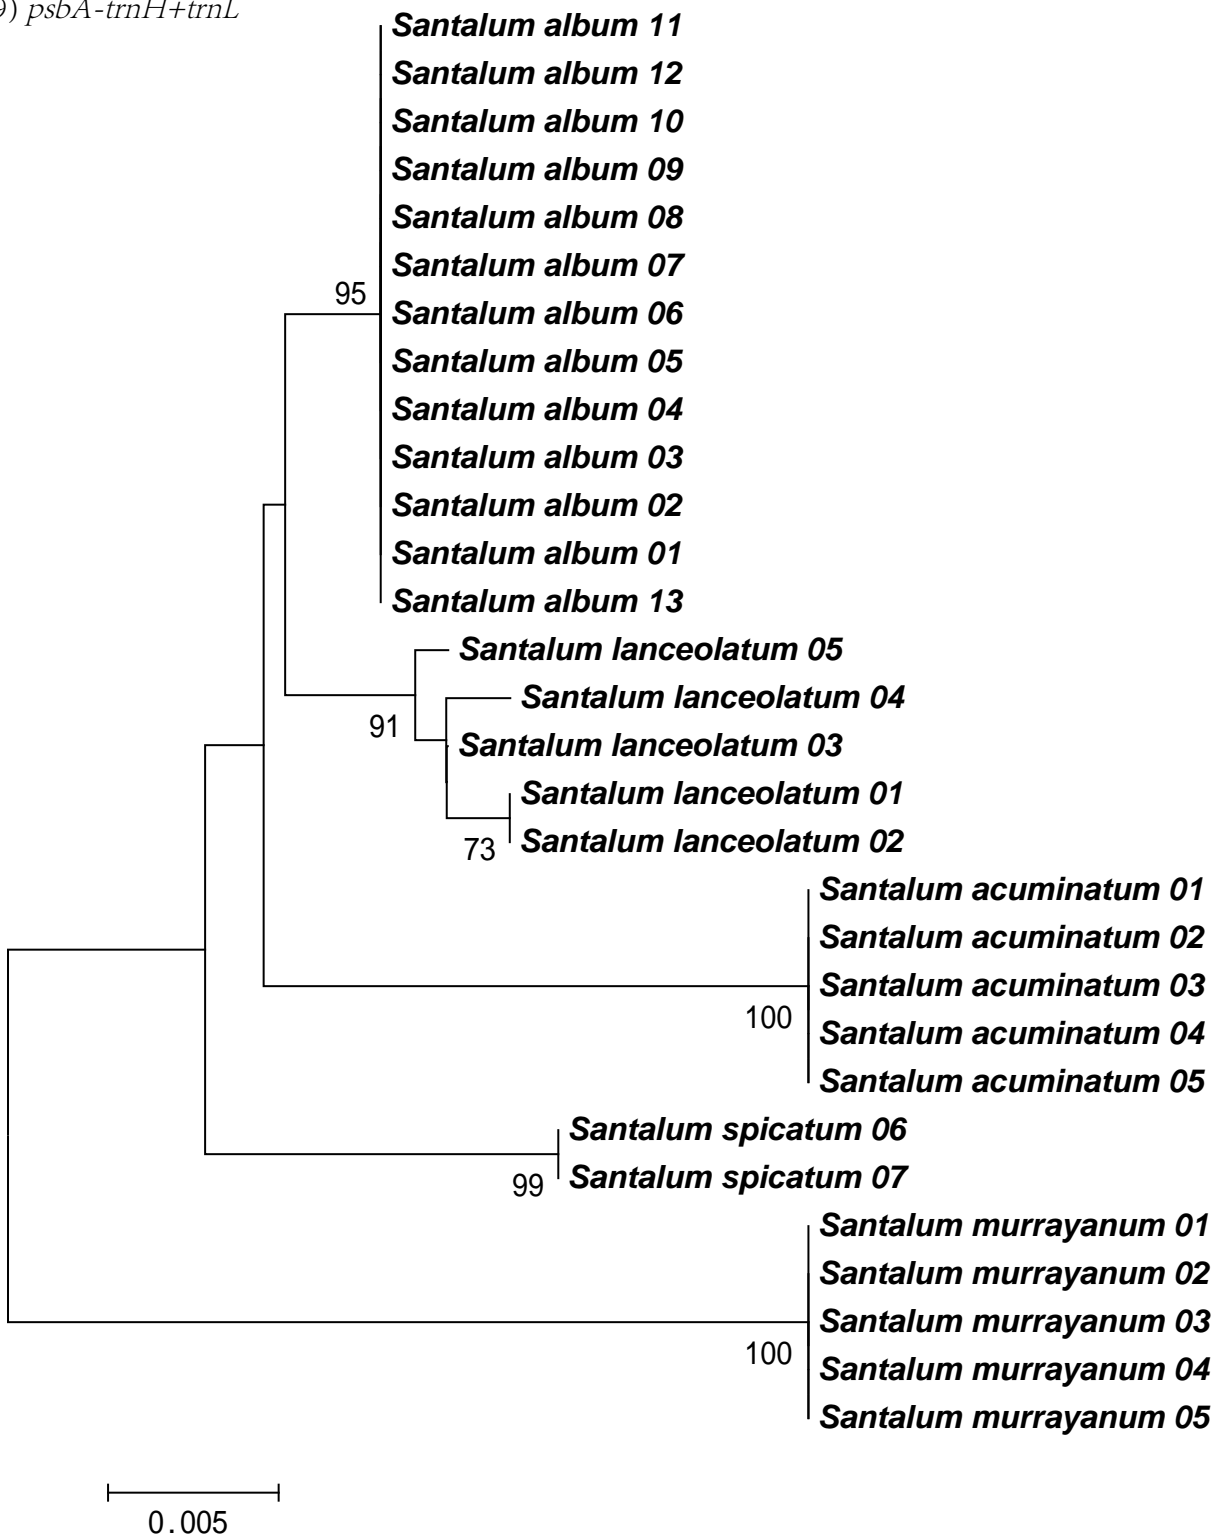 9) psbA-trnH+trnL
Santalum album 11
Santalum album 12
Santalum album 10
Santalum album 09
Santalum album 08
Santalum album 07
95
Santalum album 06
Santalum album 05
Santalum album 04
Santalum album 03
Santalum album 02
Santalum album 01
Santalum album 13
Santalum lanceolatum 05
Santalum lanceolatum 04
91
Santalum lanceolatum 03
Santalum lanceolatum 01
Santalum lanceolatum 02
73
Santalum acuminatum 01
Santalum acuminatum 02
Santalum acuminatum 03
100
Santalum acuminatum 04
Santalum acuminatum 05
Santalum spicatum 06
Santalum spicatum 07
99
Santalum murrayanum 01
Santalum murrayanum 02
Santalum murrayanum 03
100
Santalum murrayanum 04
Santalum murrayanum 05
0.005